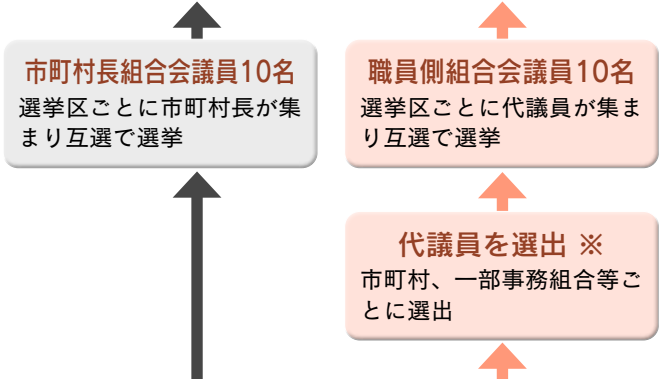 市町村長組合会議員10名
選挙区ごとに市町村長が集
まり互選で選挙
職員側組合会議員10名
選挙区ごとに代議員が集ま
り互選で選挙
代議員を選出 ※
市町村、一部事務組合等ご
とに選出